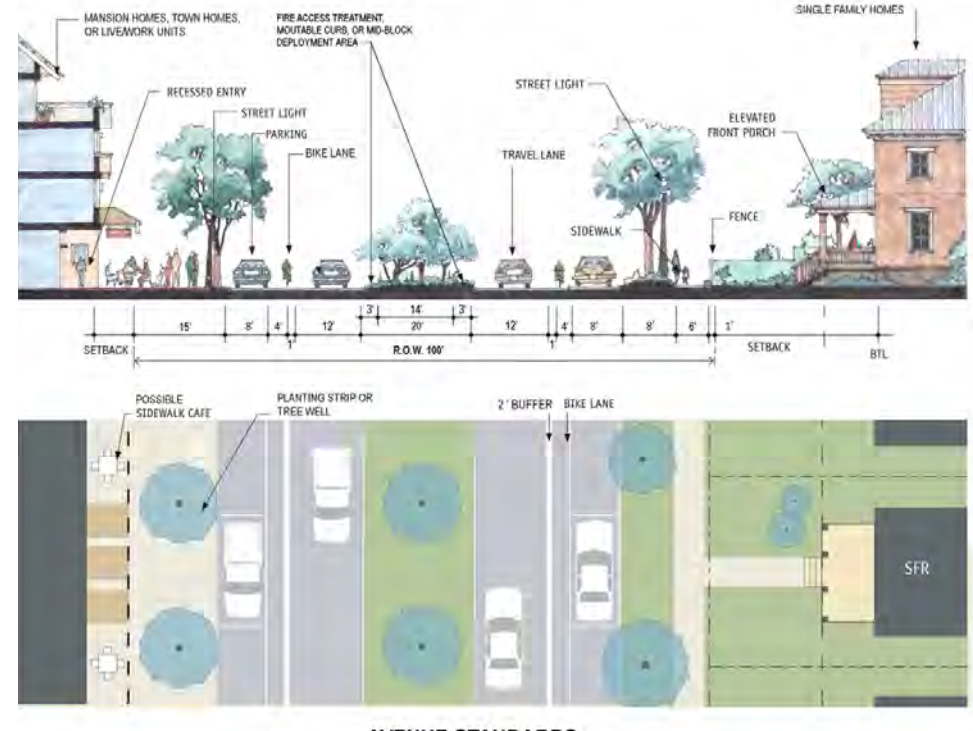 MANSION HOMES, TOWN HOMES,
OR LIVE/WORK UNITS
FIRE ACCESS TREATMENT,
MOUTABLE CURB, OR MID-BLOCK
DEPLOYMENT AREA
SINGLE FAMILY HOMES
RECESSED ENTRY
STREET LIGHT
PARKING
BIKE LANE
STREET LIGHT
TRAVEL LANE
ELEVATED
FRONT PORCH
SIDEWALK
FENCE
3' 14' 3'
15' 8' 4' 12' 20' 12' 4' 8' 8' 6' 1'
1' 1'
SETBACK R.O.W. 100' SETBACK BTL
POSSIBLE
SIDEWALK CAFE
PLANTING STRIP OR
TREE WELL
2' BUFFER BIKE LANE
SFR
AVENUE STANDARDS